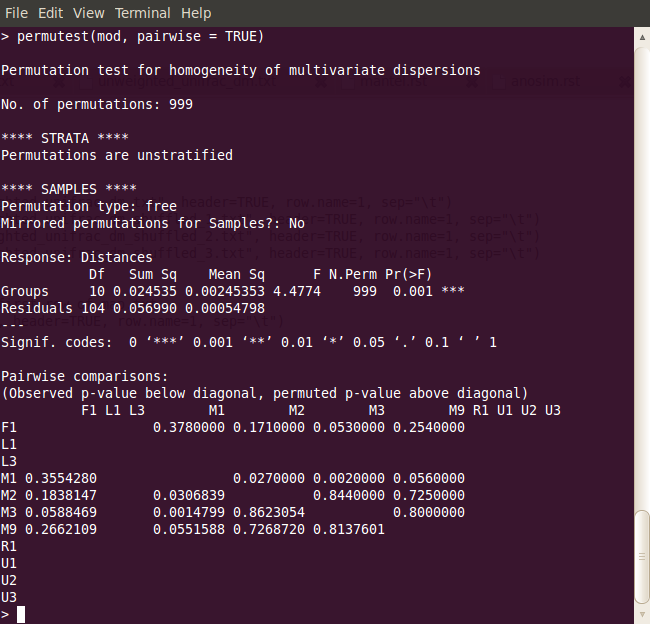 File Edit View Terminal Help
> permutest(mod, pairwise = TRUE)

Permutation test for homogeneity of multivariate dispersions

No. of permutations: 999

**** STRATA ****
Permutations are unstratified

**** SAMPLES ****
Permutation type: free
Mirrored permutations for Samples?: No

Response: Distances
           Df   Sum Sq    Mean Sq      F N.Perm Pr(>F)
Groups     10 0.024535 0.00245353 4.4774    999  0.001 ***
Residuals 104 0.056990 0.00054798
---
Signif. codes:  0 ‘***’ 0.001 ‘**’ 0.01 ‘*’ 0.05 ‘.’ 0.1 ‘ ’ 1

Pairwise comparisons:
(Observed p-value below diagonal, permuted p-value above diagonal)
          F1 L1 L3        M1        M2        M3        M9 R1 U1 U2 U3
F1                 0.3780000 0.1710000 0.0530000 0.2540000
L1
L3
M1 0.3554280                 0.0270000 0.0020000 0.0560000
M2 0.1838147       0.0306839           0.8440000 0.7250000
M3 0.0588469       0.0014799 0.8623054           0.8000000
M9 0.2662109       0.0551588 0.7268720 0.8137601
R1
U1
U2
U3
>